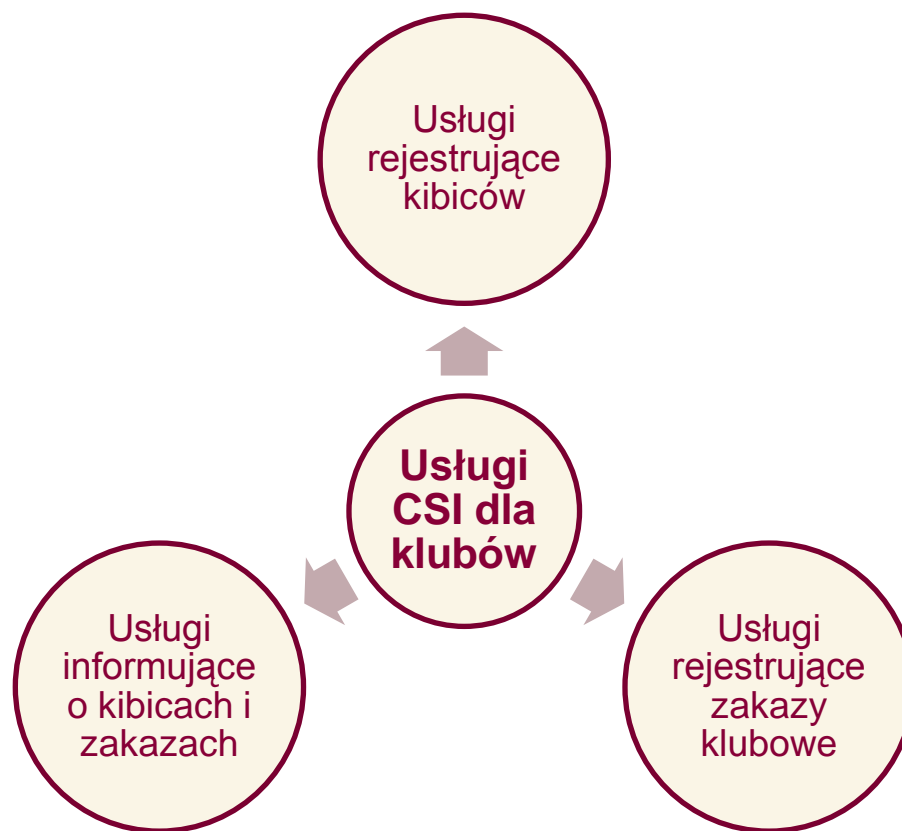 Usługi
rejestrujące
kibiców
Usługi
CSI dla
klubów
Usługi
informujące
o kibicach i
zakazach
Usługi
rejestrujące
zakazy
klubowe